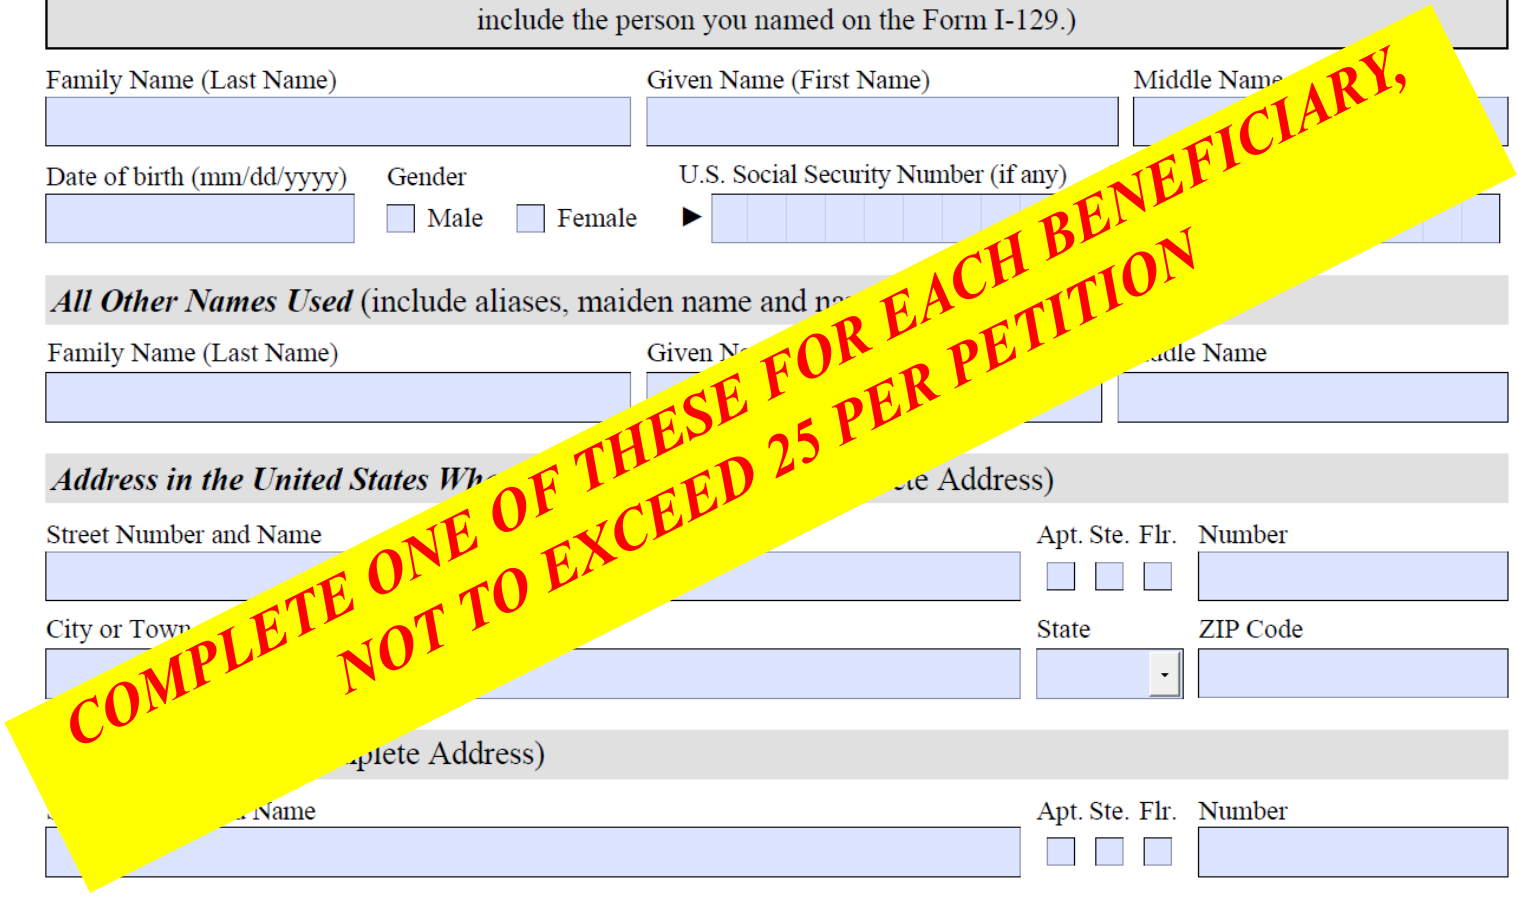 include the person you named on the Form I-129.)
Family Name (Last Name) Given Name (First Name) Middle Name
Date of birth (mm/dd/yyyy) Gender U.S. Social Security Number (if any)
Male Female ►
All Other Names Used (include aliases, maiden name and
Family Name (Last Name) Given Name
Address in the United States Address)
Street Number and Name Apt. Ste. Flr. Number
City or Town State ZIP Code
Address)
Name Apt. Ste. Flr. Number
COMPLETE ONE OF THESE FOR EACH BENEFICIARY,
NOT TO EXCEED 25 PER PETITION